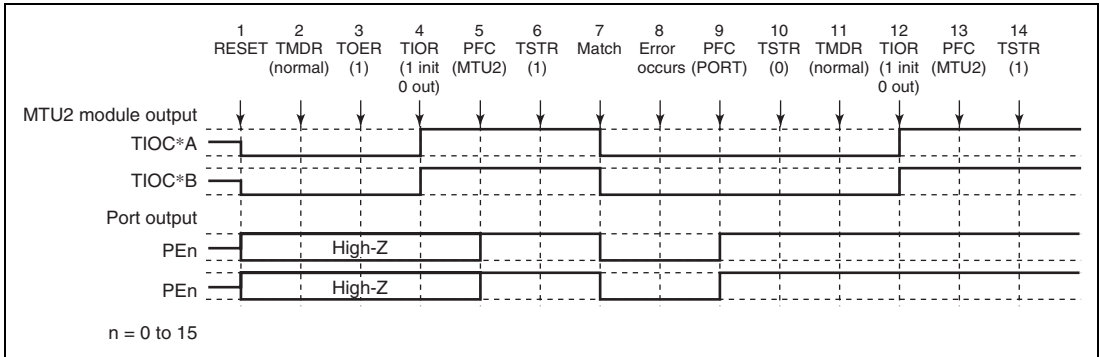 1 2 3 4 5 6 7 8 9 10 11 12 13 14
RESET TMDR TOER TIOR PFC TSTR Match Error PFC TSTR TMDR TIOR PFC TSTR
(normal) (1) (1 init (MTU2) (1) occurs (PORT) (0) (normal) (1 init (MTU2) (1)
0 out) 0 out)
MTU2 module output
TIOC*A
TIOC*B
Port output
PEn High-Z
PEn High-Z
n = 0 to 15